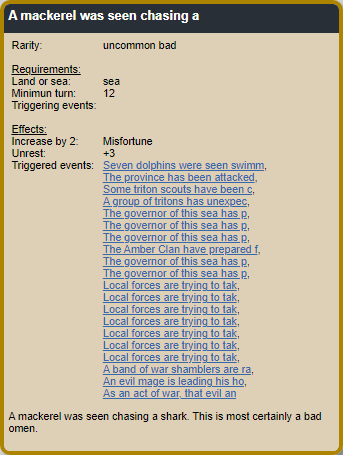 A mackerel was seen chasing a
Rarity: uncommon bad
Requirements:
Land or sea: sea
Minimun turn: 12
Triggering events:
Effects:
Increase by 2: Misfortune
Unrest: +3
Triggered events: Seven dolphins were seen swimm,
The province has been attacked,
Some triton scouts have been c,
A group of tritons has unexpec,
The governor of this sea has p,
The governor of this sea has p,
The governor of this sea has p,
The Amber Clan have prepared f,
The governor of this sea has p,
The governor of this sea has p,
Local forces are trying to tak,
Local forces are trying to tak,
Local forces are trying to tak,
Local forces are trying to tak,
Local forces are trying to tak,
Local forces are trying to tak,
Local forces are trying to tak,
A band of war shamblers are ra,
An evil mage is leading his ho,
As an act of war, that evil an
A mackerel was seen chasing a shark. This is most certainly a bad
omen.